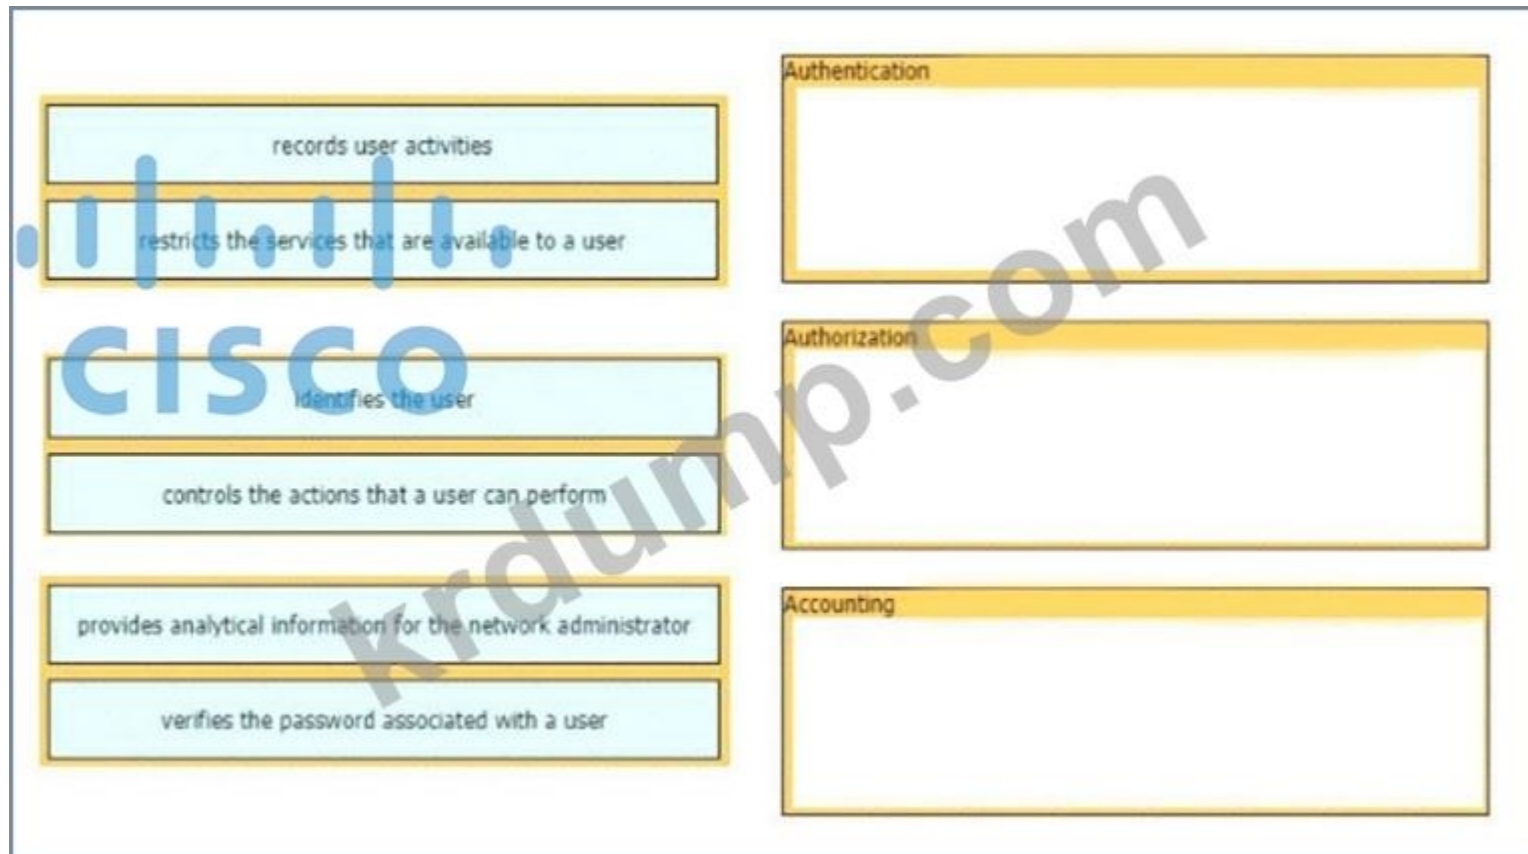 records user activities
restricts the services that are available to a user
CISCO
identifies the user
controls the actions that a user can perform
provides analytical information for the network administrator
verifies the password associated with a user
Authentication
Authorization
Accounting
krdump.com